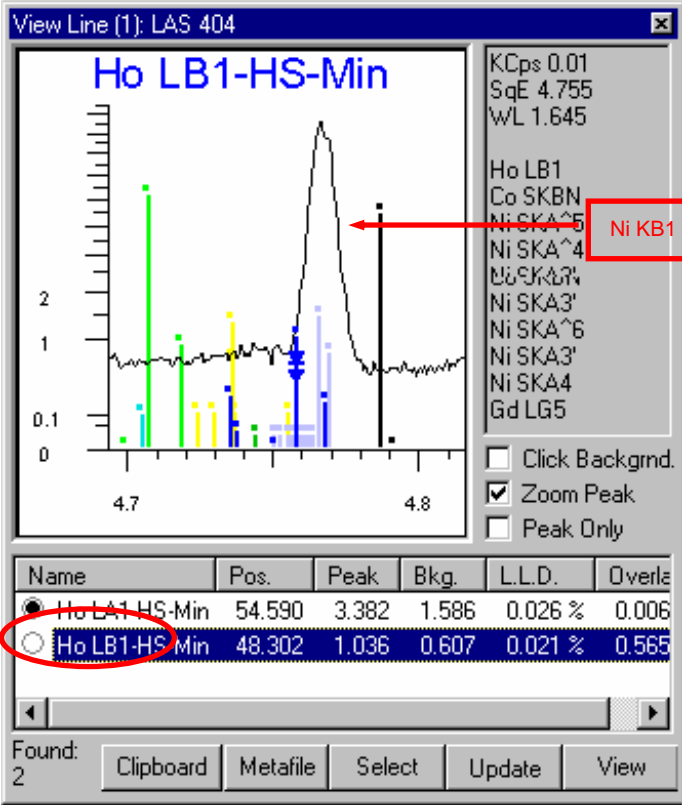 View Line (1): LAS 404
Ho LB1-HS-Min
2
1
0.1
0
4.7
4.8
KCps 0.01
SqE 4.755
WL 1.645
Ho LB1
Co SKBN
Ni SKA^5
Ni SKA^4
Ni SKA3'
Ni SKA^6
Ni SKA3'
Ni SKA4
Gd LG5
Ni KB1
Click Backgrnd.
Zoom Peak
Peak Only
Name Pos. Peak Bkg. L.L.D. Overla
Ho LA1-HS-Min 54.590 3.382 1.586 0.026 % 0.006
Ho LB1-HS-Min 48.302 1.036 0.607 0.021 % 0.565
Found:
2
Clipboard Metafile Select Update View